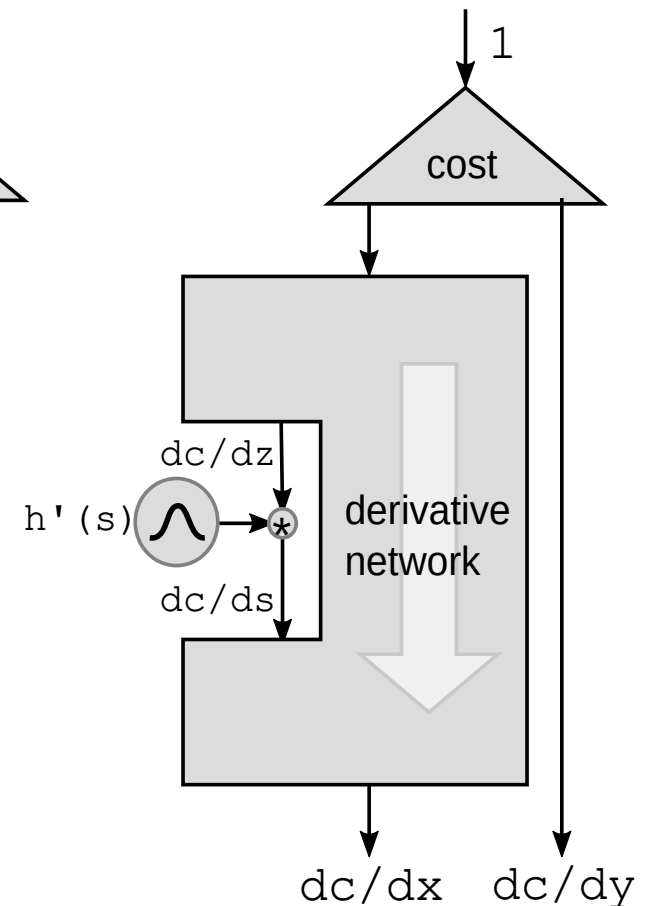 1
cost
dc/dz
h'(s)
*
derivative
network
dc/ds
dc/dx dc/dy